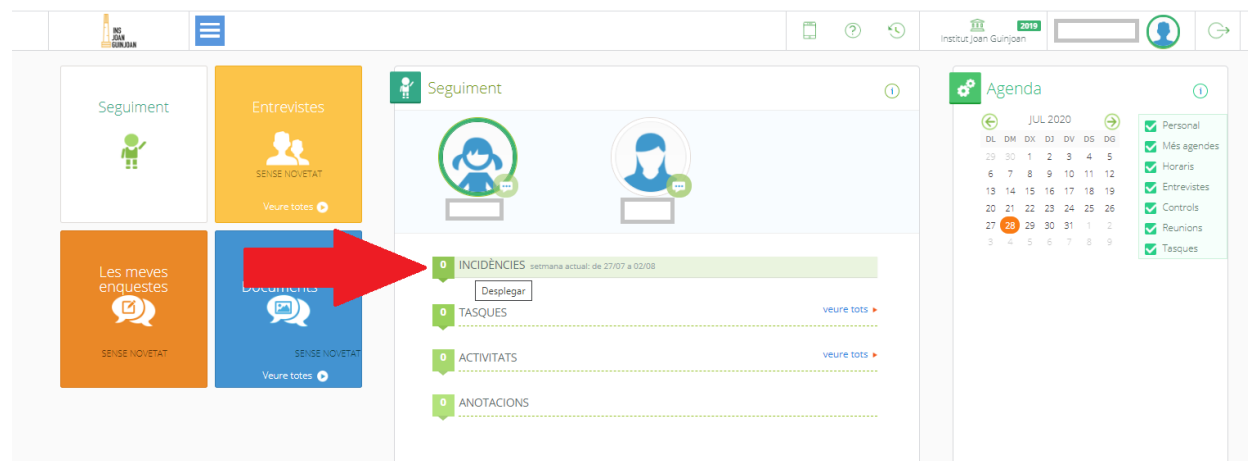 INS
JOAN
GUINJOAN
2019
Institut Joan Guinjoan
Seguiment
Entrevistes
SENSE NOVETAT
Veure totes
Les meves
enquestes
SENSE NOVETAT
Documents
SENSE NOVETAT
Veure totes
Seguiment
0 INCIDÈNCIES setmana actual: de 27/07 a 02/08
Desplegar
0 TASQUES veure tots
0 ACTIVITATS veure tots
0 ANOTACIONS
Agenda
JUL 2020
DL DM DX DJ DV DS DG
29 30 1 2 3 4 5
6 7 8 9 10 11 12
13 14 15 16 17 18 19
20 21 22 23 24 25 26
27 28 29 30 31 1 2
3 4 5 6 7 8 9
Personal
Més agendes
Horaris
Entrevistes
Controls
Reunions
Tasques